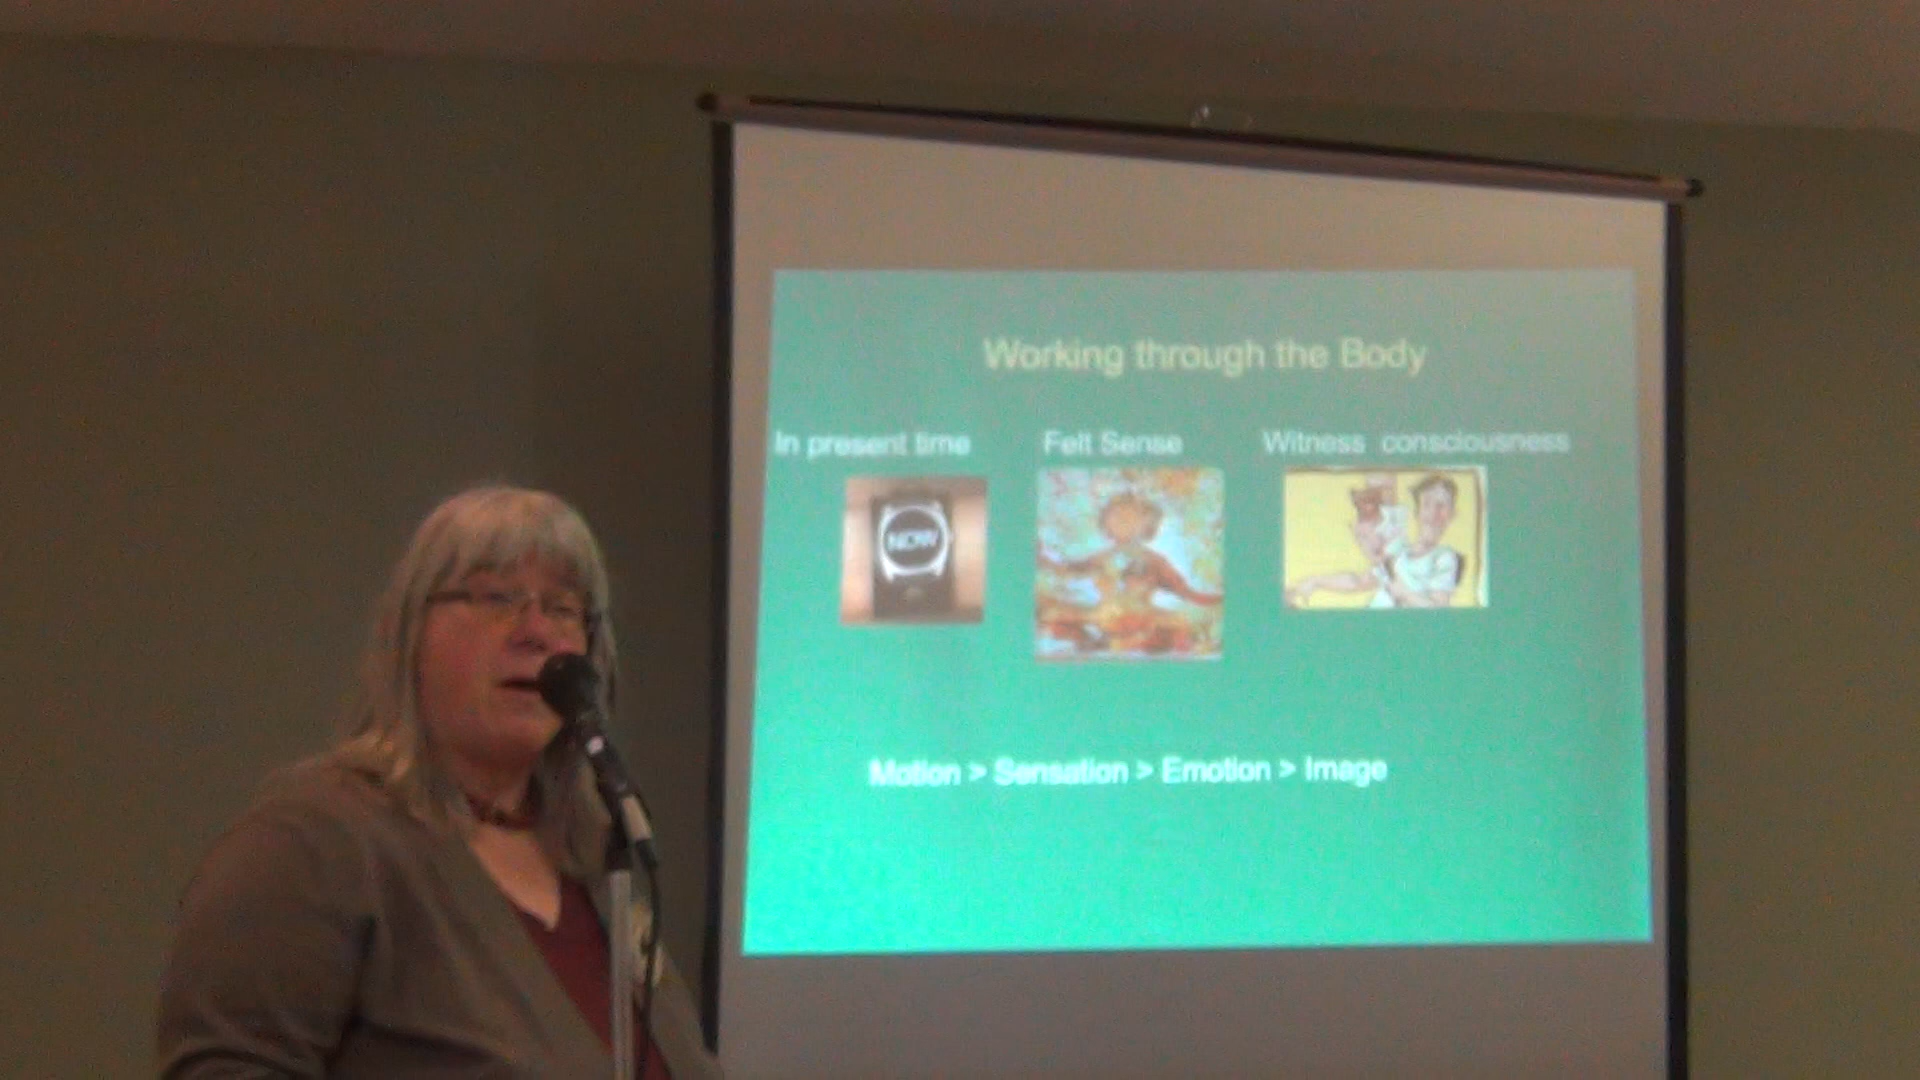 Working through the Body
In present time
Felt Sense
Witness consciousness
NOW
Motion > Sensation > Emotion > Image